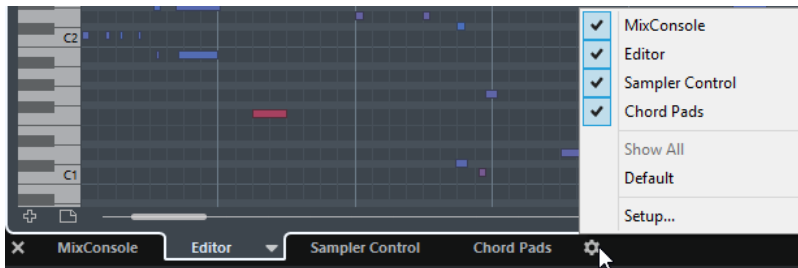 MixConsole
C2
Editor
Sampler Control
Chord Pads
Show All
C1
Default
Setup...
MixConsole Editor Sampler Control Chord Pads